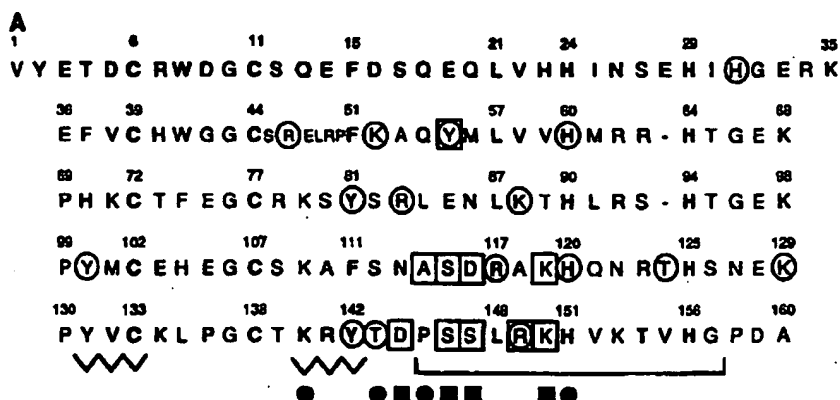 A
1 6 11 15 21 24 29 35
V Y E T D C R W D G C S Q E F D S Q E Q L V H H I N S E H I H G E R K
36 39 44 51 57 60 64 68
E F V C H W G G C S R E L R P F K A Q Y M L V V H M R R - H T G E K
69 72 77 81 87 90 94 98
P H K C T F E G C R K S Y S R L E N L K T H L R S - H T G E K
99 102 107 111 117 120 125 129
P Y M C E H E G C S K A F S N A S D R A K H Q N R T H S N E K
130 133 138 142 148 151 156 160
P Y V C K L P G C T K R Y T D P S S L R K H V K T V H G P D A